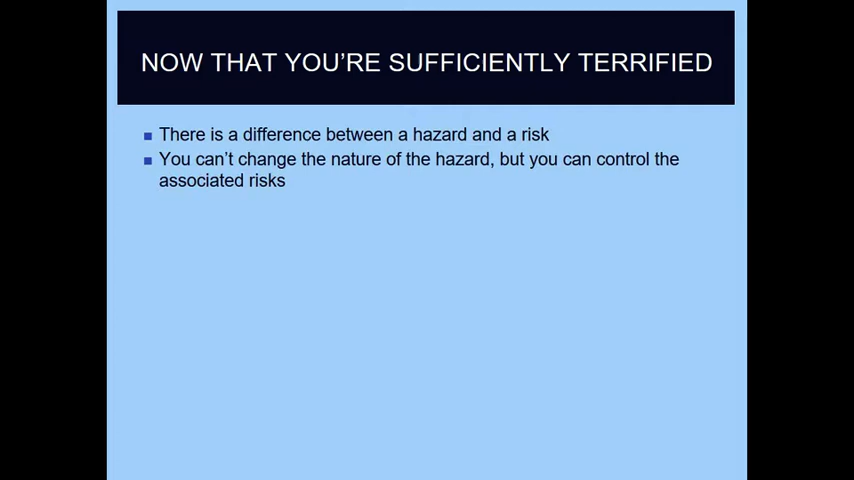 NOW THAT YOU'RE SUFFICIENTLY TERRIFIED
There is a difference between a hazard and a risk
You can't change the nature of the hazard, but you can control the
associated risks